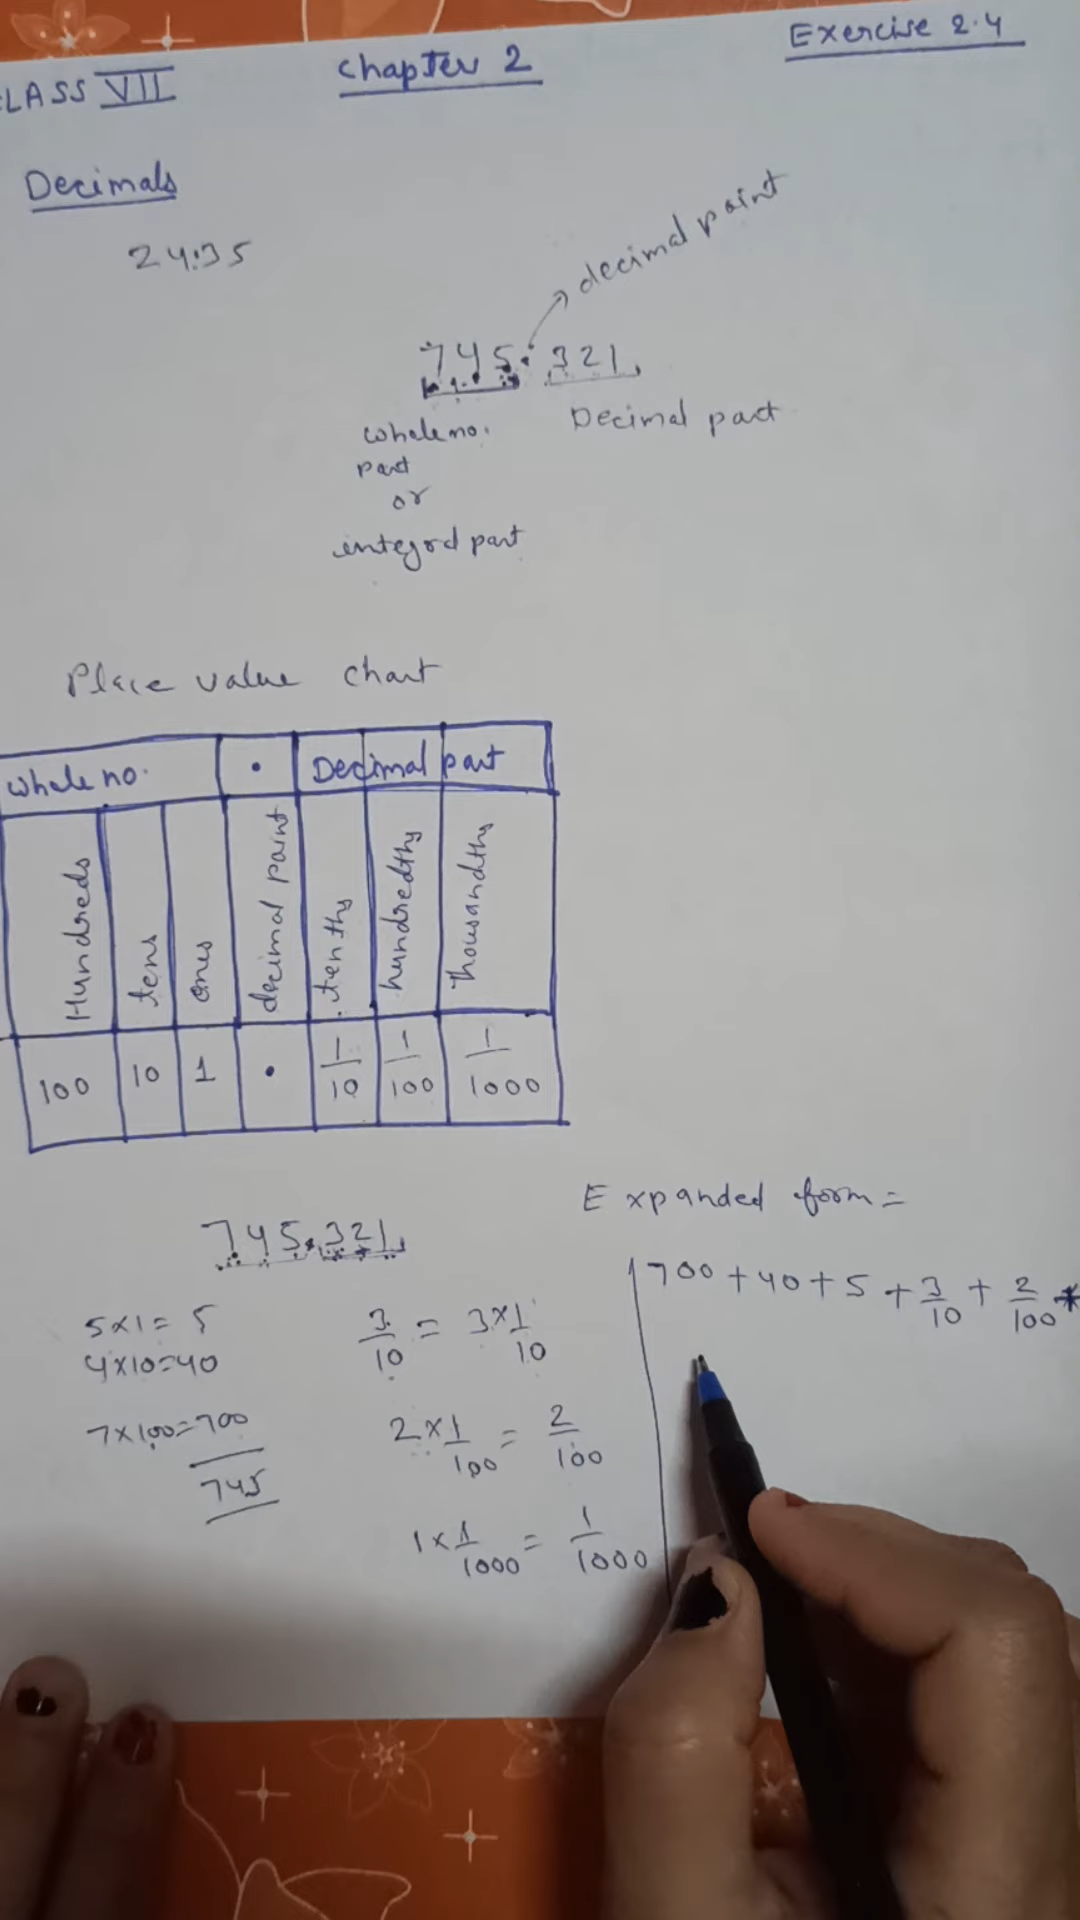 CLASS VII
Chapter 2
Exercise 2.4
Decimals
24.35
decimal point
745.321
Whole no.
part
or
integral part
Decimal part
Place value chart
Whole no. . Decimal part
Hundreds tens ones decimal point tenths hundredths Thousandths
100 10 1 . 1/10 1/100 1/1000
745.321
5×1=5
4×10=40
7×100=700
745
3/10 = 3×1/10
2×1/100 = 2/100
1×1/1000 = 1/1000
Expanded form=
700+40+5+3/10+2/100